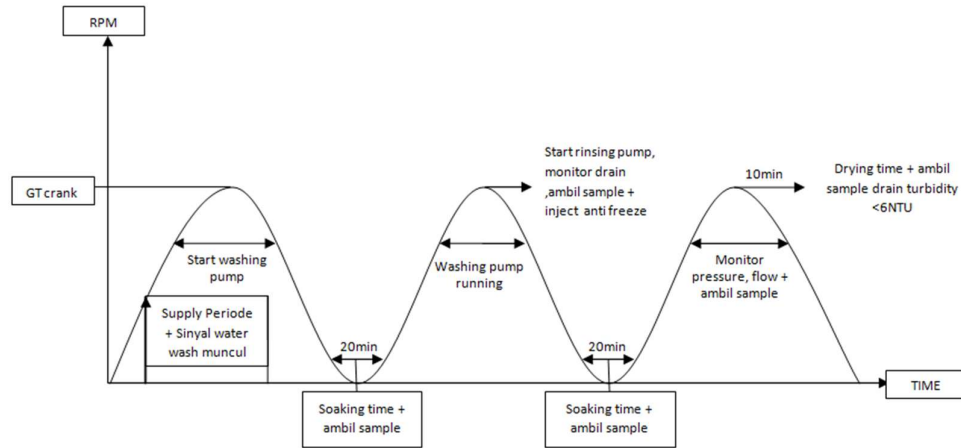 RPM
GT crank
Start washing
pump
Supply Periode
+ Sinyal water
wash muncul
20min
Soaking time +
ambil sample
Washing pump
running
Start rinsing pump,
monitor drain
,ambil sample +
inject anti freeze
20min
Soaking time +
ambil sample
10min
Monitor
pressure, flow +
ambil sample
Drying time + ambil
sample drain turbidity
<6NTU
TIME